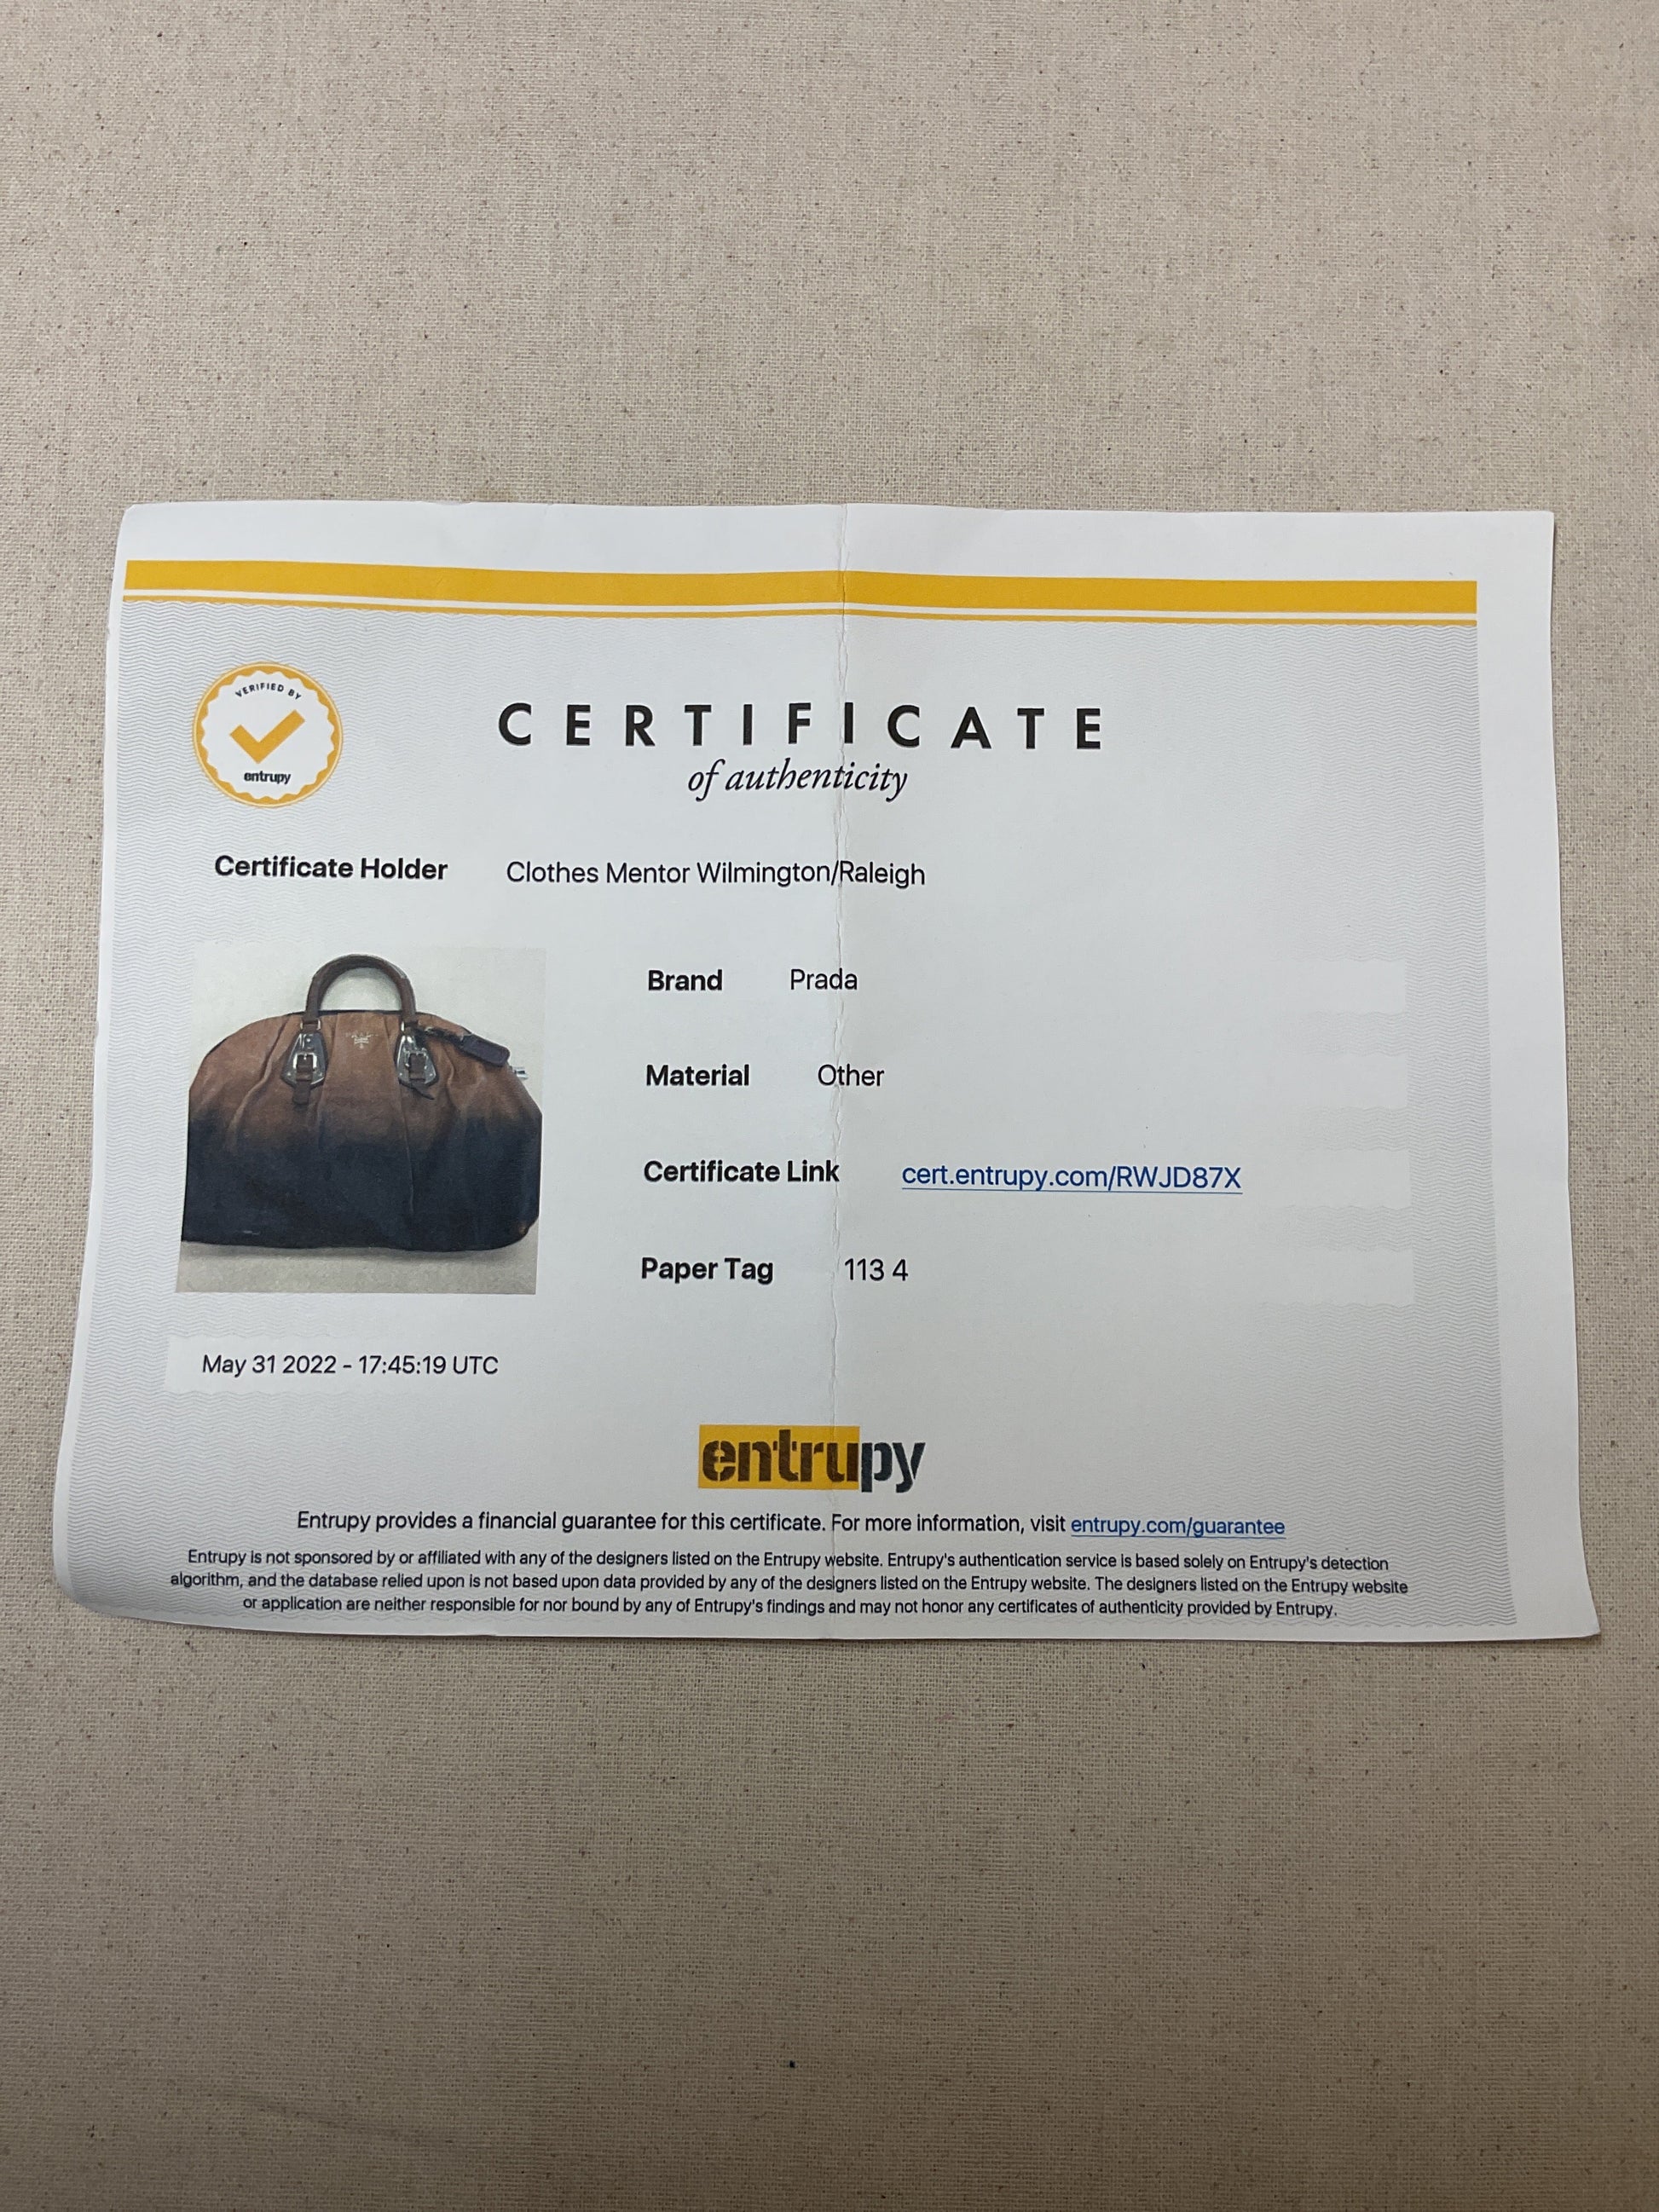 VERIFIED BY
entrupy
CERTIFICATE
of authenticity
Certificate Holder Clothes Mentor Wilmington/Raleigh
Brand Prada
Material Other
Certificate Link cert.entrupy.com/RWJD87X
Paper Tag 113 4
May 31 2022 - 17:45:19 UTC
entrupy
Entrupy provides a financial guarantee for this certificate. For more information, visit entrupy.com/guarantee
Entrupy is not sponsored by or affiliated with any of the designers listed on the Entrupy website. Entrupy's authentication service is based solely on Entrupy's detection
algorithm, and the database relied upon is not based upon data provided by any of the designers listed on the Entrupy website. The designers listed on the Entrupy website
or application are neither responsible for nor bound by any of Entrupy's findings and may not honor any certificates of authenticity provided by Entrupy.